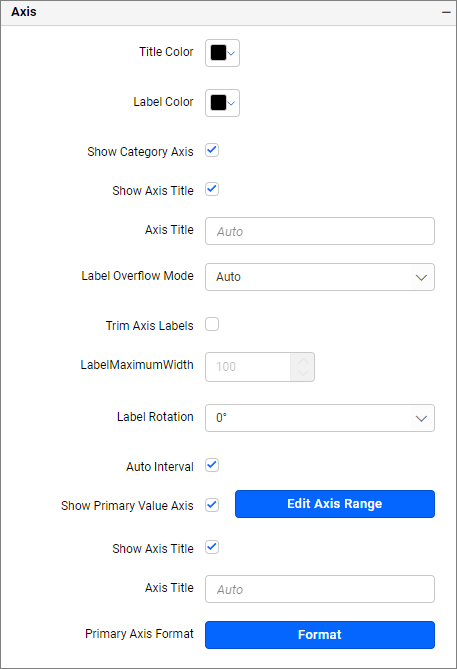 Axis
Title Color
Label Color
Show Category Axis
Show Axis Title
Axis Title Auto
Label Overflow Mode Auto
Trim Axis Labels
LabelMaximumWidth 100
Label Rotation 0°
Auto Interval
Show Primary Value Axis Edit Axis Range
Show Axis Title
Axis Title Auto
Primary Axis Format Format